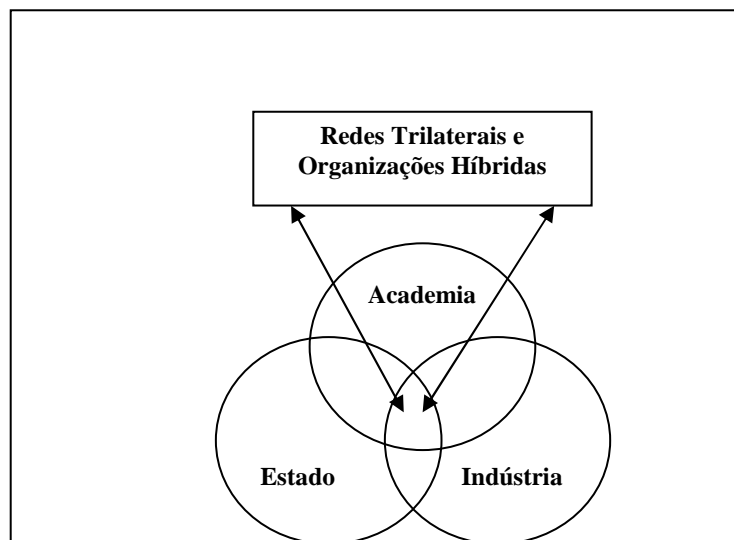 Redes Trilaterais e
Organizações Híbridas
Academia
Estado
Indústria